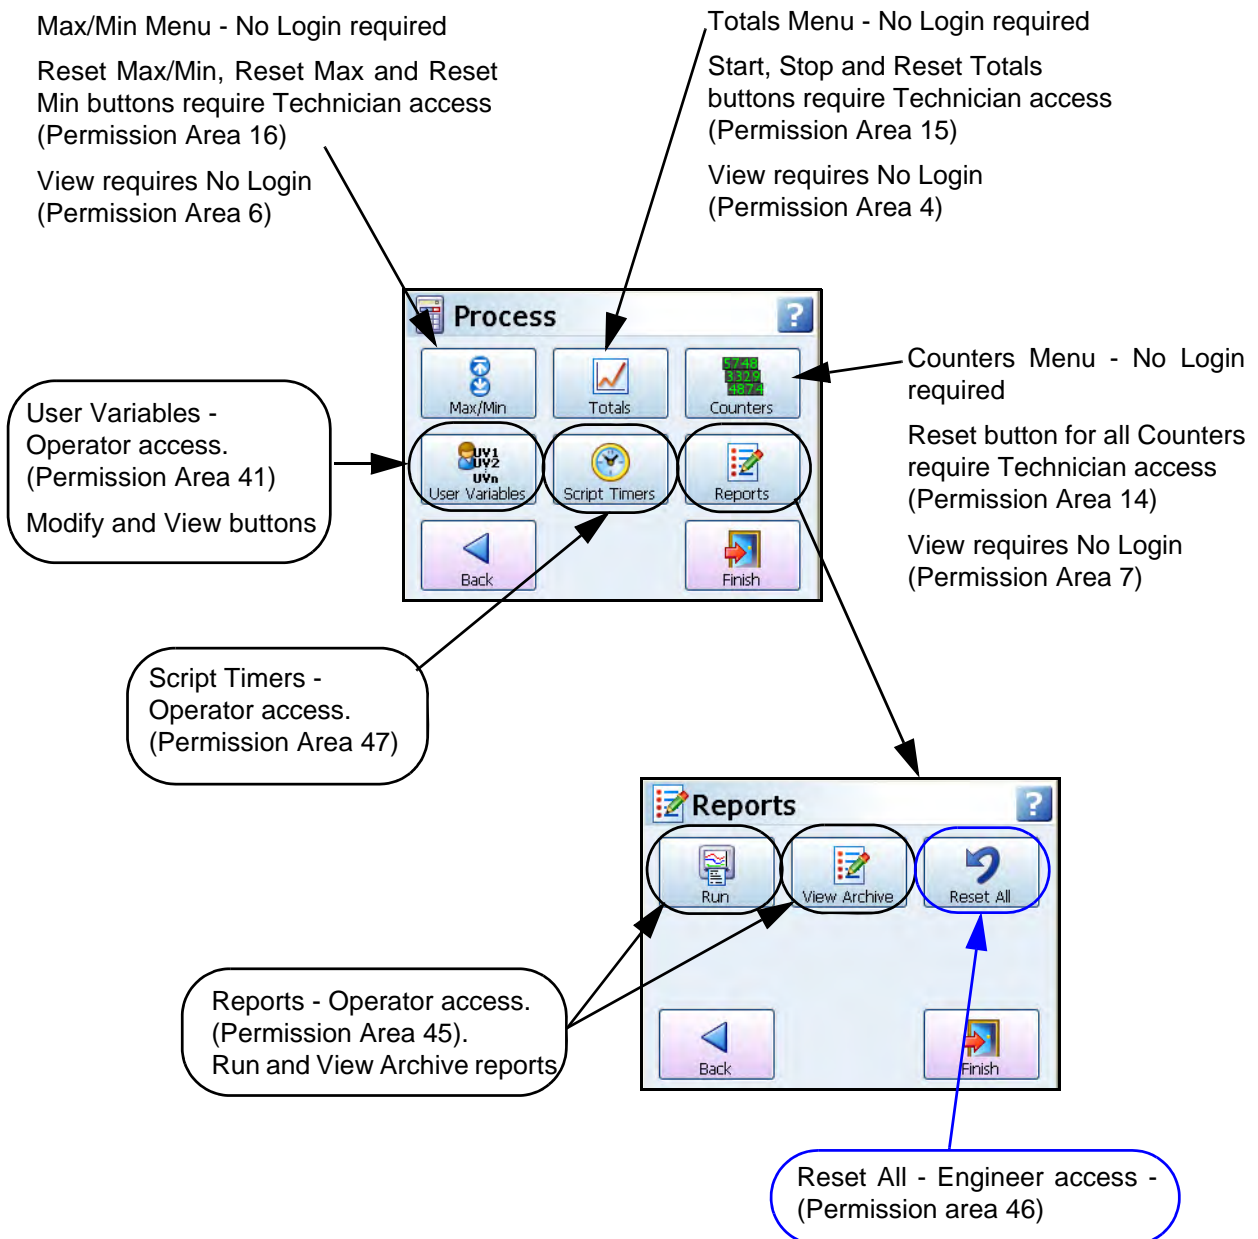 Max/Min Menu - No Login required
Reset Max/Min, Reset Max and Reset
Min buttons require Technician access
(Permission Area 16)
View requires No Login
(Permission Area 6)
Totals Menu - No Login required
Start, Stop and Reset Totals
buttons require Technician access
(Permission Area 15)
View requires No Login
(Permission Area 4)
Process
?
Max/Min
Totals
5748
3329
4874
Counters
UV1
UV2
UVn
User Variables
Script Timers
Reports
Back
Finish
User Variables -
Operator access.
(Permission Area 41)
Modify and View buttons
Counters Menu - No Login
required
Reset button for all Counters
require Technician access
(Permission Area 14)
View requires No Login
(Permission Area 7)
Script Timers -
Operator access.
(Permission Area 47)
Reports
?
Run
View Archive
Reset All
Back
Finish
Reports - Operator access.
(Permission Area 45).
Run and View Archive reports
Reset All - Engineer access -
(Permission area 46)